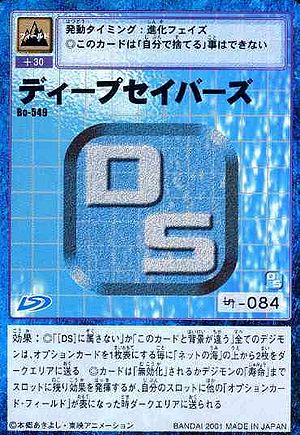 フィールド
+30
発動タイミング：進化フェイズ
◎このカードは「自分で捨てる」事はできない
ディープセイバーズ
Bo-549
DS
DS
-084
効果：◎「[DS]に属さない」が「このカードと背景が違う」全てのデジモ
ンは、オプションカードを1枚表にする毎に「ネットの海」の上から2枚をダ
ークエリアに送る　◎カードは「無効化」されるかデジモンの「寿命」まで
スロットに残り効果を発揮するが、自分のスロットに他の「オプションカー
ド・フィールド」が表になった時ダークエリアに送られる
©本郷あきよし・東映アニメーション
BANDAI 2001 MADE IN JAPAN